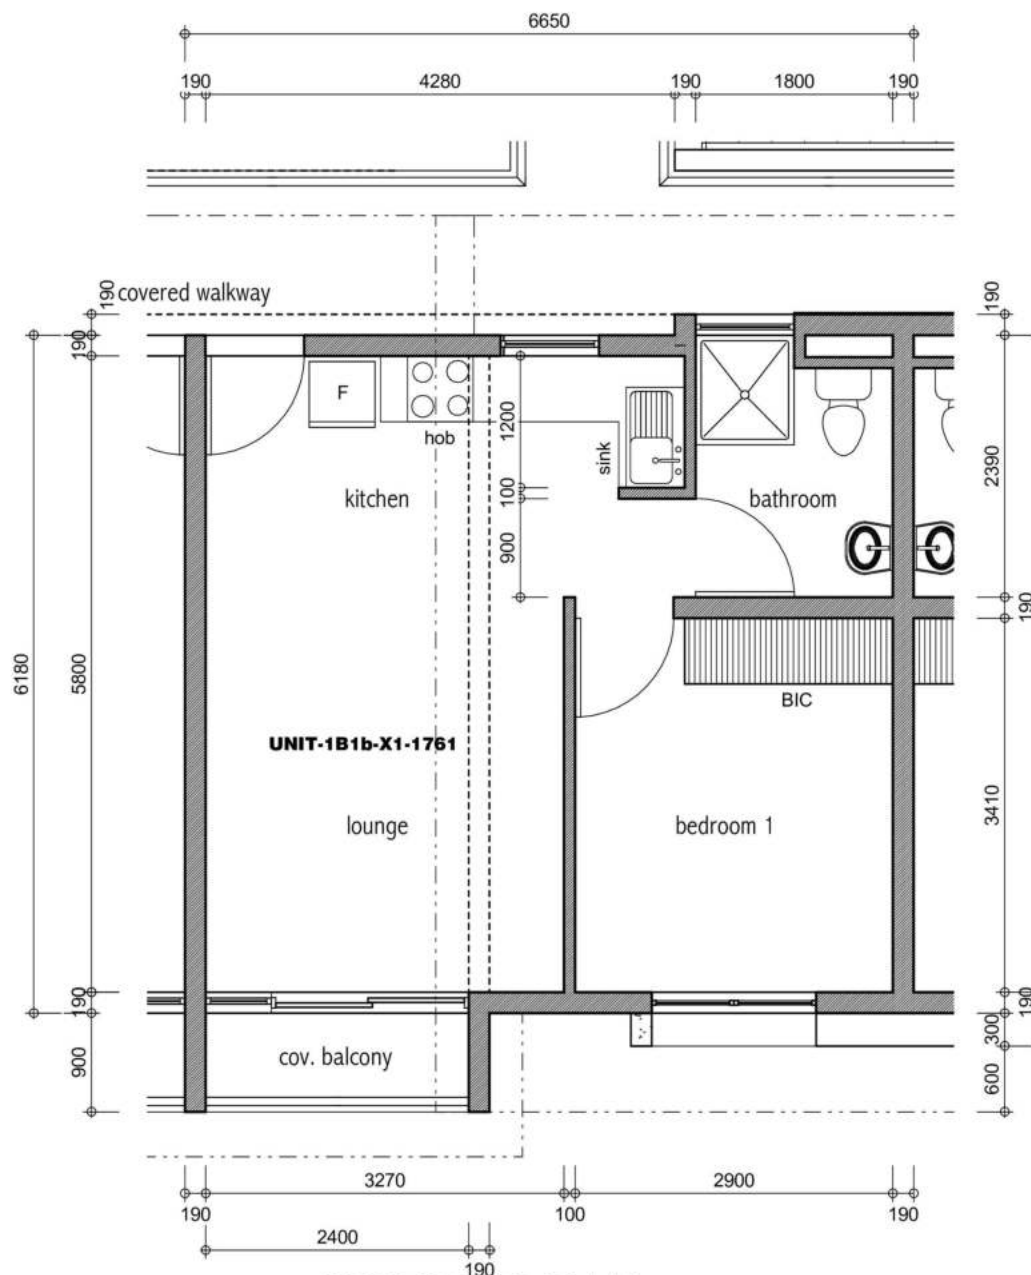 6650
190 4280 190 1800 190
covered walkway
190
190
190
F
hob
1200
sink
kitchen
100
bathroom
2390
900
190
6180
5800
BIC
UNIT-1B1b-X1-1761
lounge
bedroom 1
3410
190
190
cov. balcony
300
900
600
3270 2900
190 100 190
2400
190